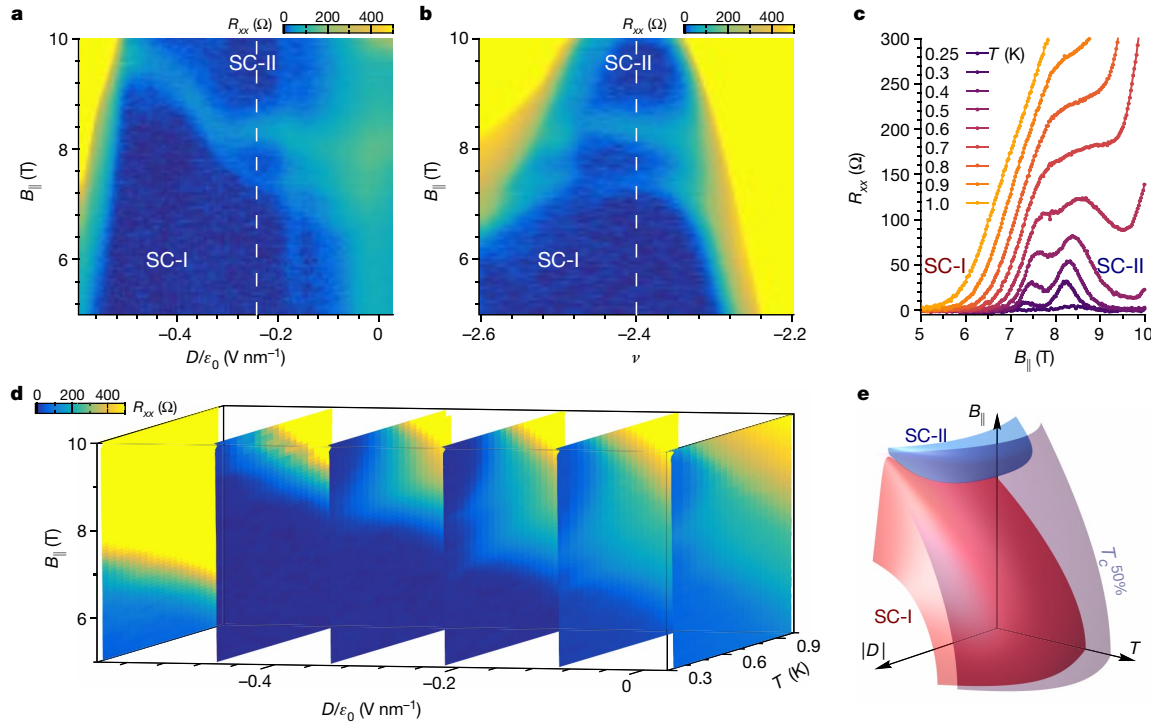 a
R_xx (Ω) 0 200 400
10
8
6
B_∥ (T)
SC-II
SC-I
−0.4 −0.2 0
D/ε_0 (V nm⁻¹)
b
R_xx (Ω) 0 200 400
10
8
6
B_∥ (T)
SC-II
SC-I
−2.6 −2.4 −2.2
ν
c
300
250
200
150
100
50
0
R_xx (Ω)
0.25 T (K)
0.3
0.4
0.5
0.6
0.7
0.8
0.9
1.0
SC-I SC-II
5 6 7 8 9 10
B_∥ (T)
d
0 200 400 R_xx (Ω)
10
8
6
B_∥ (T)
−0.4 −0.2 0
D/ε_0 (V nm⁻¹)
0.3 0.6 0.9
T (K)
e
B_∥
SC-II
T_c 50%
SC-I
|D| T